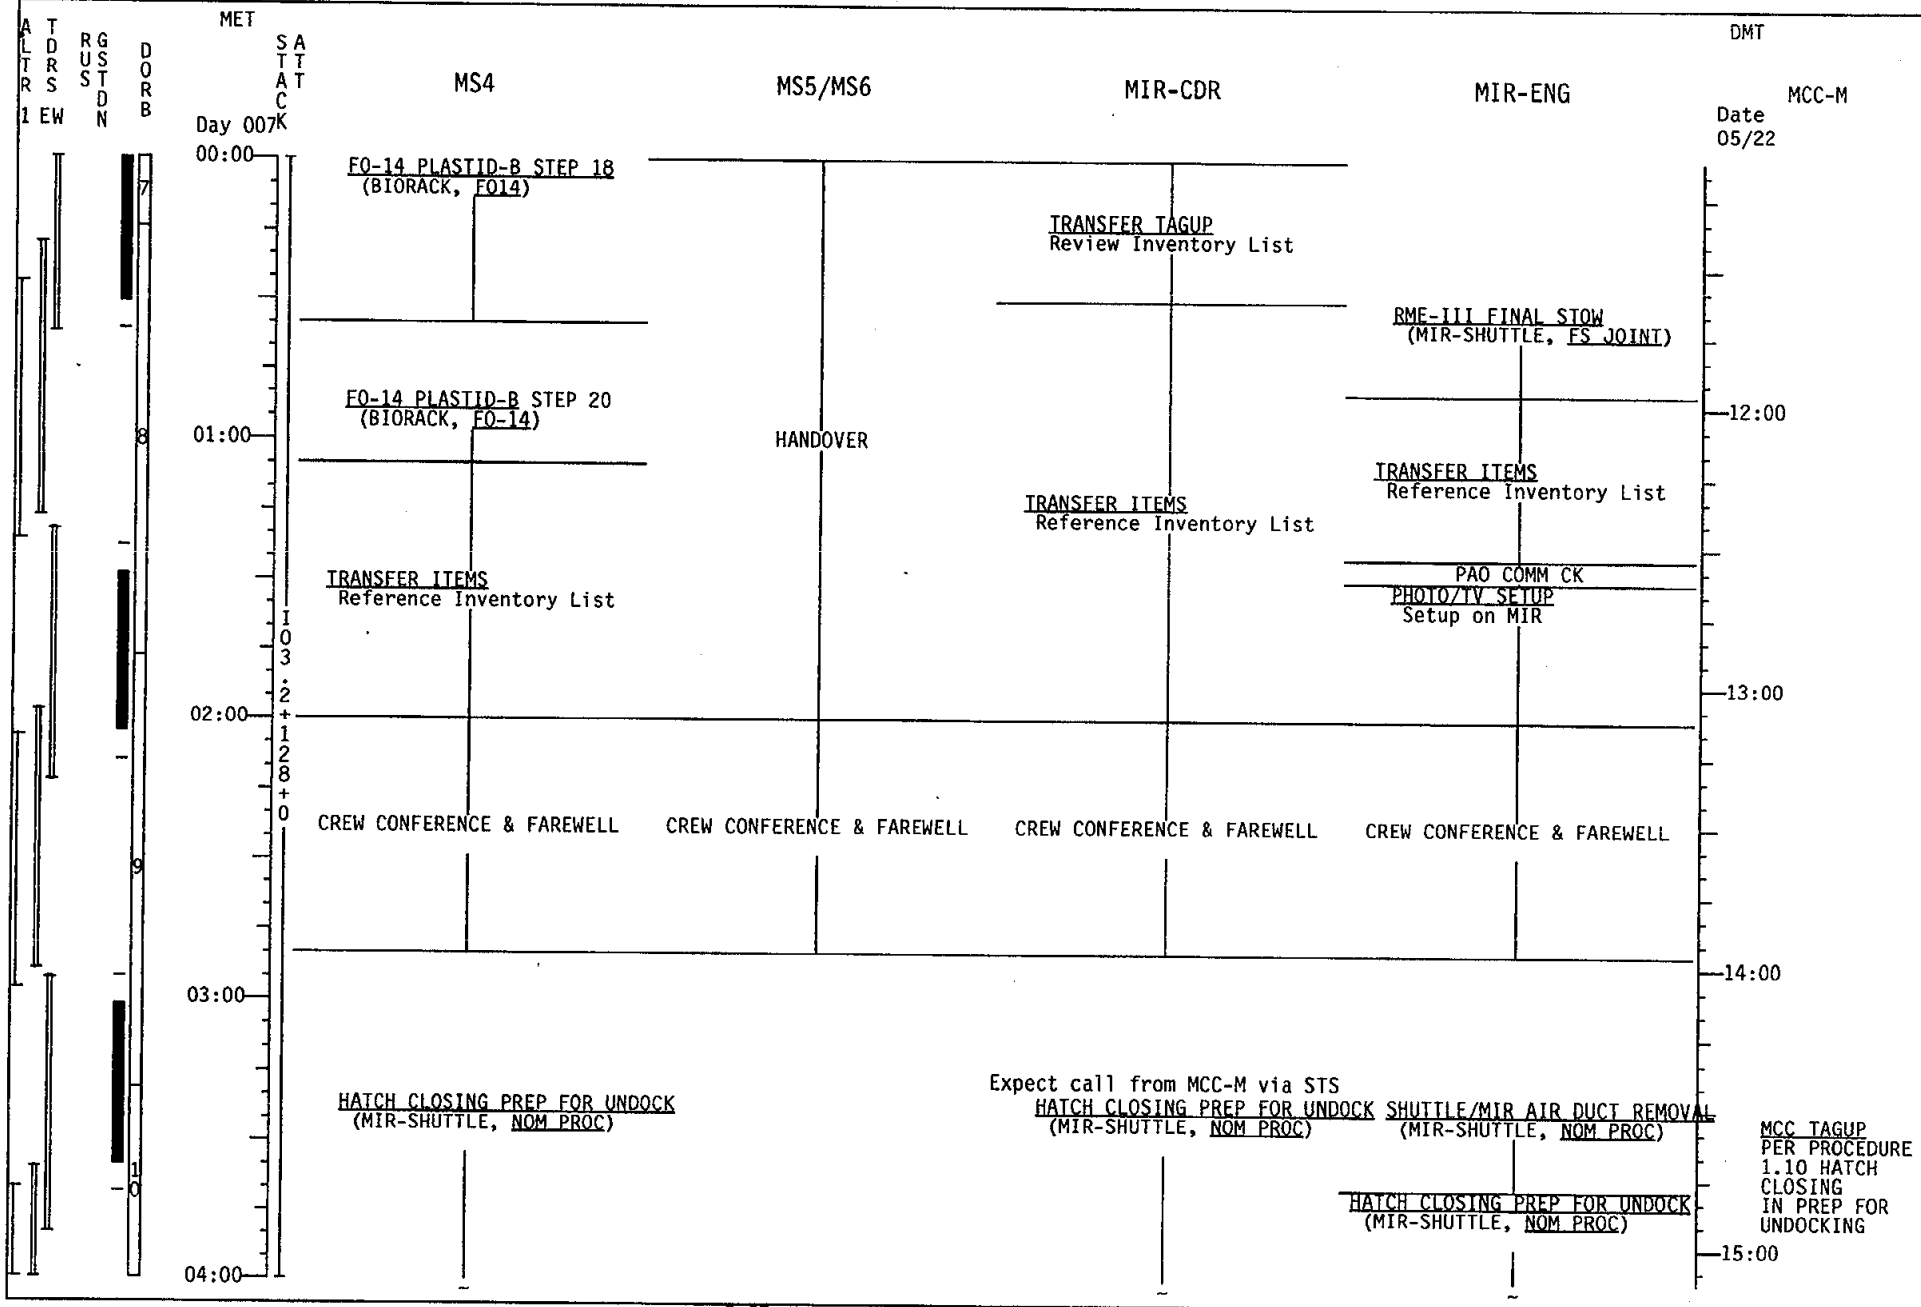 MET
DMT
ALTR 1
TDRS EW
RUS
GSTDN
DORB
STACK
ATT
MS4
MS5/MS6
MIR-CDR
MIR-ENG
MCC-M
Day 007
Date
05/22
00:00
FO-14 PLASTID-B STEP 18
(BIORACK, FO14)
7
TRANSFER TAGUP
Review Inventory List
RME-III FINAL STOW
(MIR-SHUTTLE, FS JOINT)
FO-14 PLASTID-B STEP 20
(BIORACK, FO-14)
12:00
01:00
8
HANDOVER
TRANSFER ITEMS
Reference Inventory List
TRANSFER ITEMS
Reference Inventory List
PAO COMM CK
TRANSFER ITEMS
Reference Inventory List
PHOTO/TV SETUP
Setup on MIR
IO3.2+128+0
13:00
02:00
CREW CONFERENCE & FAREWELL
CREW CONFERENCE & FAREWELL
CREW CONFERENCE & FAREWELL
CREW CONFERENCE & FAREWELL
9
14:00
03:00
Expect call from MCC-M via STS
HATCH CLOSING PREP FOR UNDOCK
(MIR-SHUTTLE, NOM PROC)
HATCH CLOSING PREP FOR UNDOCK
(MIR-SHUTTLE, NOM PROC)
SHUTTLE/MIR AIR DUCT REMOVAL
(MIR-SHUTTLE, NOM PROC)
MCC TAGUP
PER PROCEDURE
1.10 HATCH
CLOSING
IN PREP FOR
UNDOCKING
10
HATCH CLOSING PREP FOR UNDOCK
(MIR-SHUTTLE, NOM PROC)
15:00
04:00